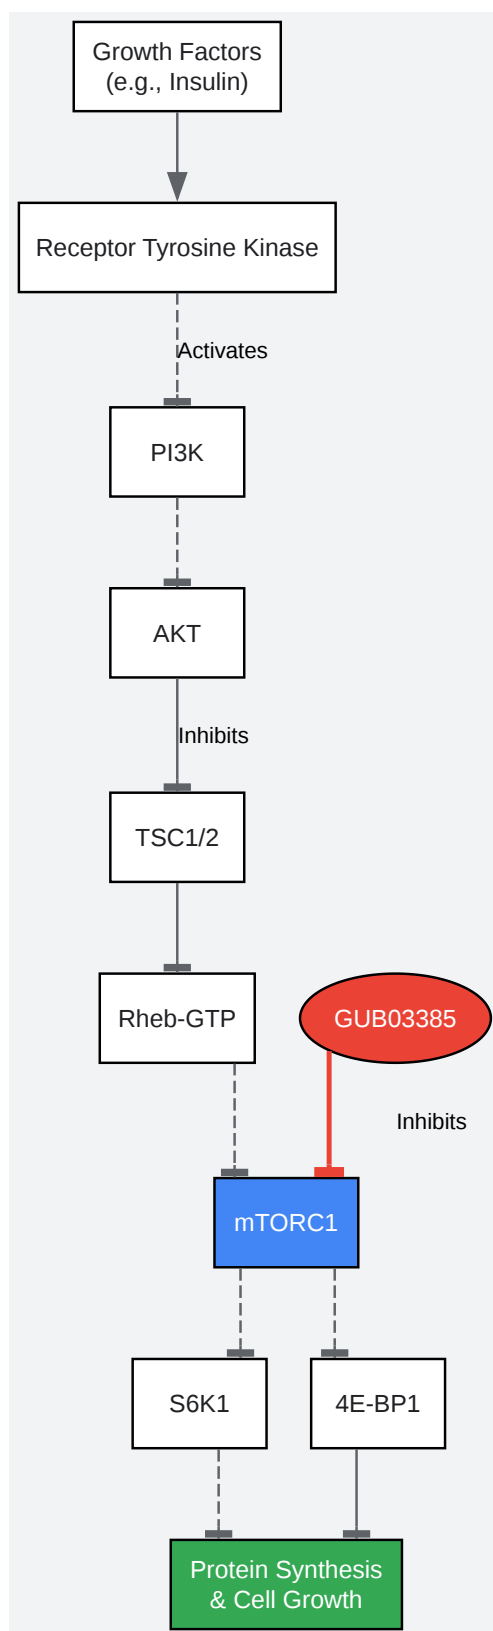 Growth Factors
(e.g., Insulin)
Receptor Tyrosine Kinase
Activates
PI3K
AKT
Inhibits
TSC1/2
Rheb-GTP
GUB03385
Inhibits
mTORC1
S6K1
4E-BP1
Protein Synthesis
& Cell Growth